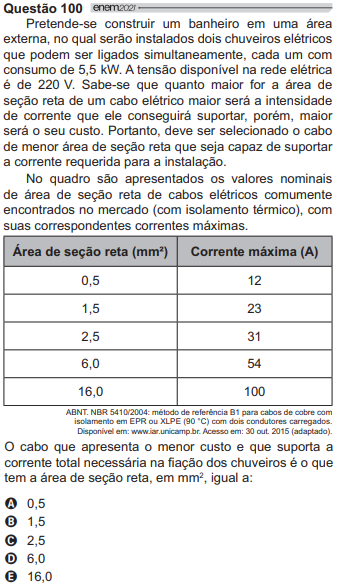 Questão 100 enem2021
Pretende-se construir um banheiro em uma área
externa, no qual serão instalados dois chuveiros elétricos
que podem ser ligados simultaneamente, cada um com
consumo de 5,5 kW. A tensão disponível na rede elétrica
é de 220 V. Sabe-se que quanto maior for a área de
seção reta de um cabo elétrico maior será a intensidade
de corrente que ele conseguirá suportar, porém, maior
será o seu custo. Portanto, deve ser selecionado o cabo
de menor área de seção reta que seja capaz de suportar
a corrente requerida para a instalação.
No quadro são apresentados os valores nominais
de área de seção reta de cabos elétricos comumente
encontrados no mercado (com isolamento térmico), com
suas correspondentes correntes máximas.
Área de seção reta (mm²) Corrente máxima (A)
0,5 12
1,5 23
2,5 31
6,0 54
16,0 100
ABNT. NBR 5410/2004: método de referência B1 para cabos de cobre com
isolamento em EPR ou XLPE (90 °C) com dois condutores carregados.
Disponível em: www.iar.unicamp.br. Acesso em: 30 out. 2015 (adaptado).
O cabo que apresenta o menor custo e que suporta a
corrente total necessária na fiação dos chuveiros é o que
tem a área de seção reta, em mm², igual a:
A 0,5
B 1,5
C 2,5
D 6,0
E 16,0